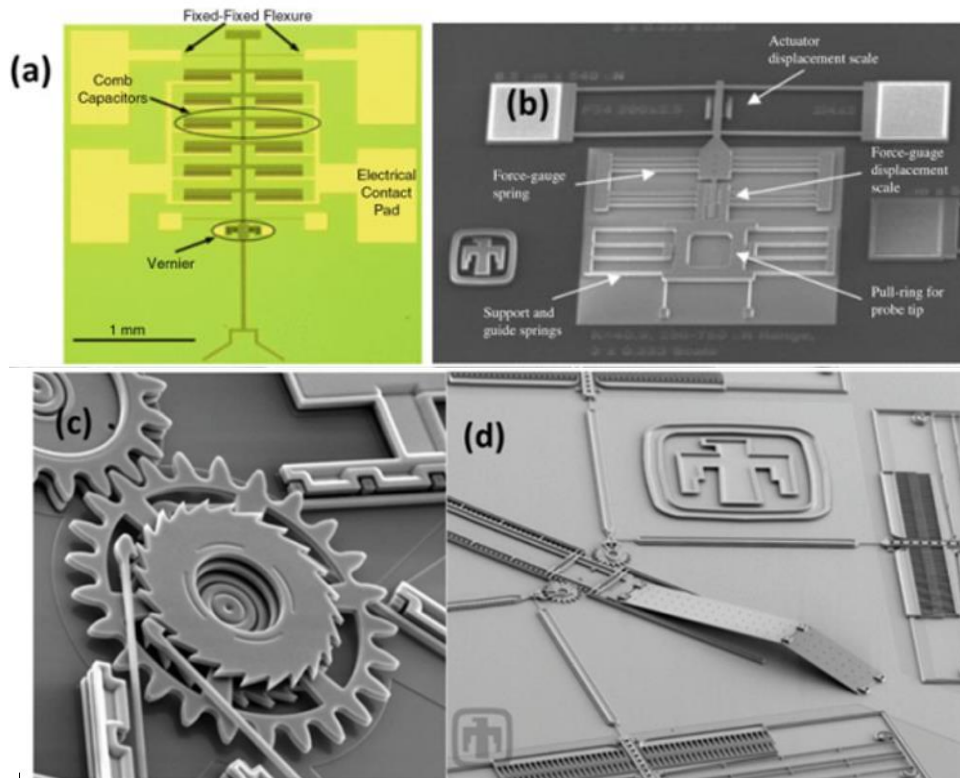 (a)
Fixed-Fixed Flexure
Comb
Capacitors
Electrical
Contact
Pad
Vernier
1 mm
(b)
Actuator
displacement scale
Force-gauge
spring
Force-guage
displacement
scale
Support and
guide springs
Pull-ring for
probe tip
(c)
(d)